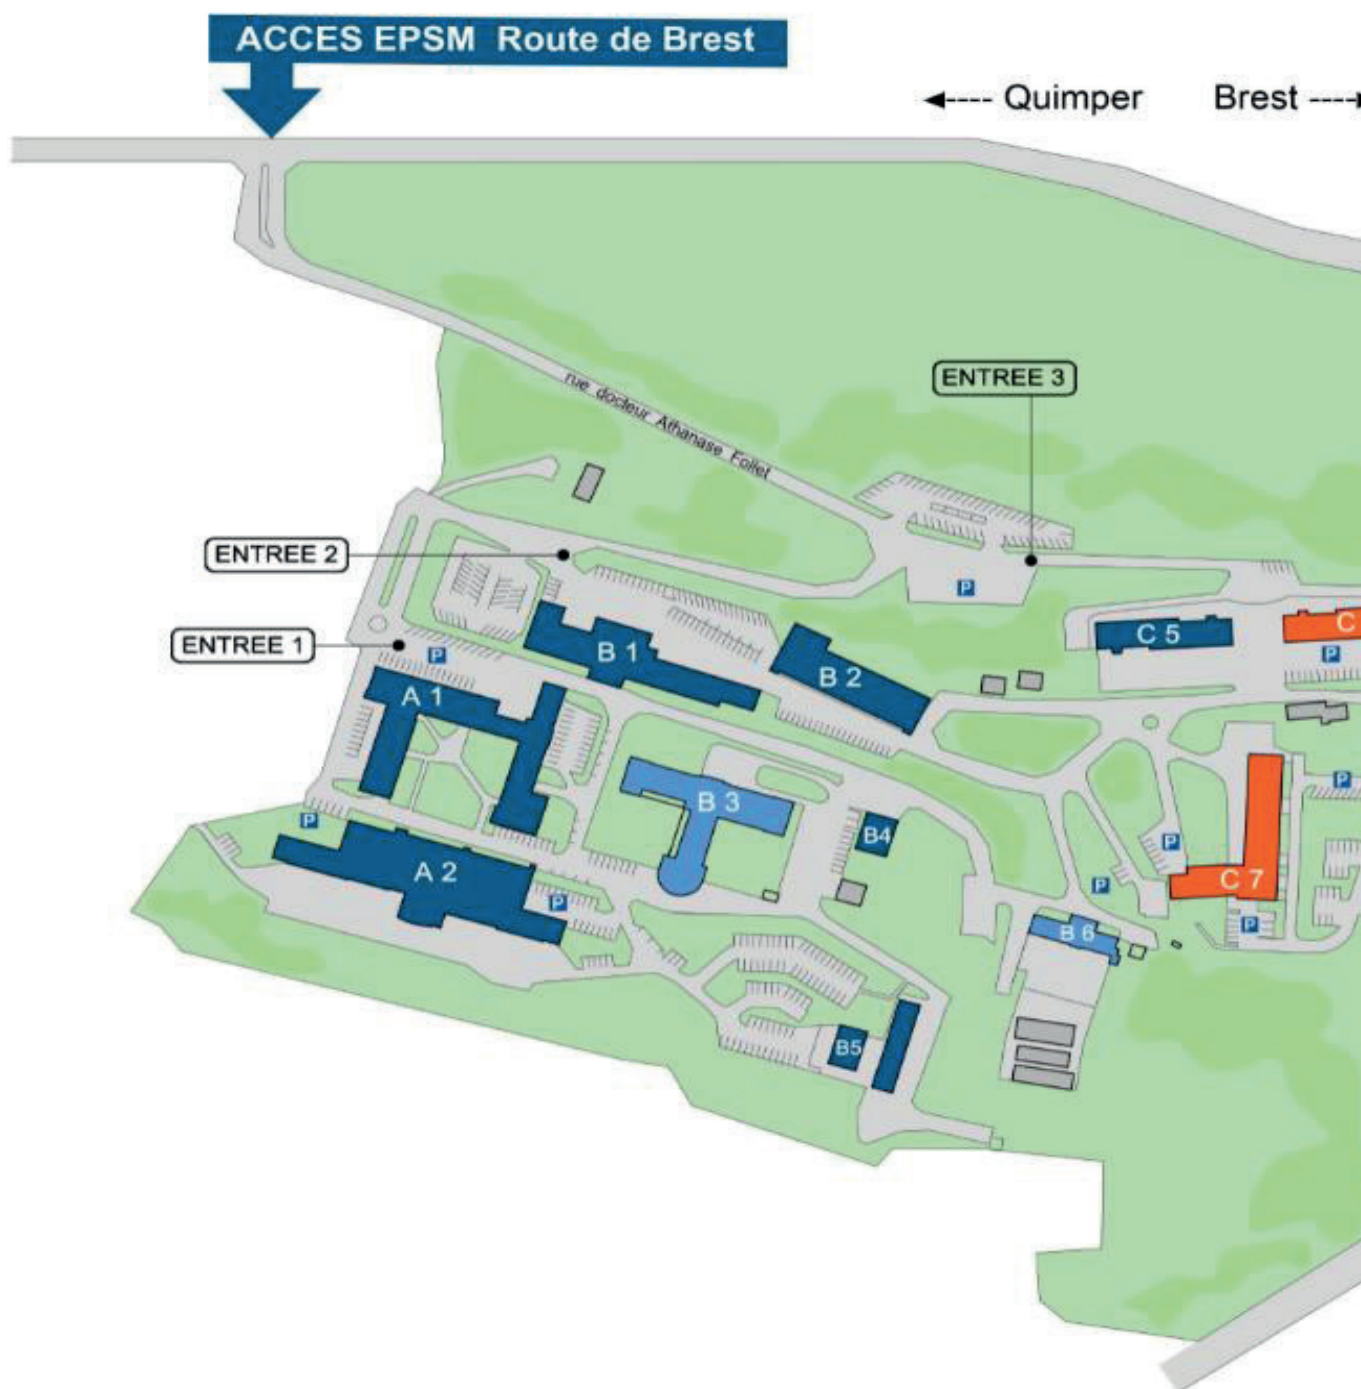 ACCES EPSM Route de Brest
Quimper
Brest
rue docteur Athanase Follet
ENTREE 3
ENTREE 2
P
ENTREE 1
C 5
C
P
B 1
B 2
P
A 1
B 3
P
P
B4
P
A 2
P
C 7
P
P
B 6
B5